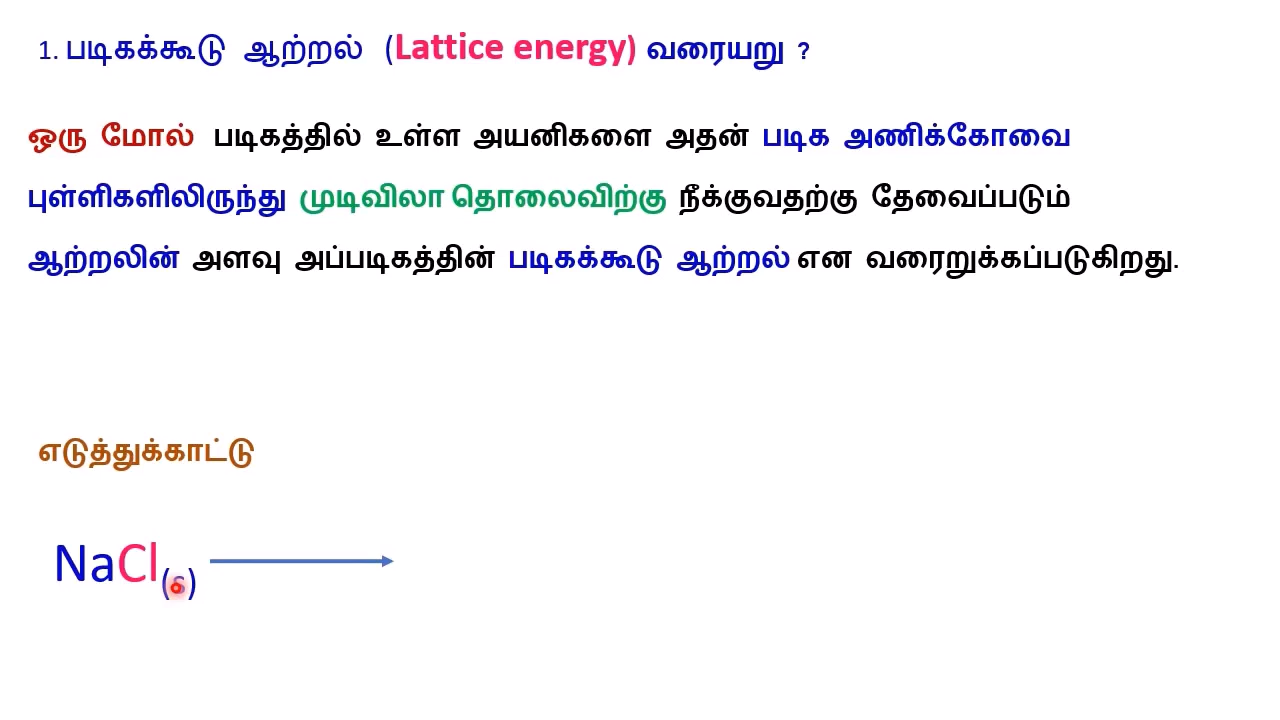 1. படிகக்கூடு ஆற்றல் (Lattice energy) வரையறு ?
ஒரு மோல் படிகத்தில் உள்ள அயனிகளை அதன் படிக அணிக்கோவை
புள்ளிகளிலிருந்து முடிவிலா தொலைவிற்கு நீக்குவதற்கு தேவைப்படும்
ஆற்றலின் அளவு அப்படிகத்தின் படிகக்கூடு ஆற்றல் என வரைறுக்கப்படுகிறது.
எடுத்துக்காட்டு
NaCl(s)